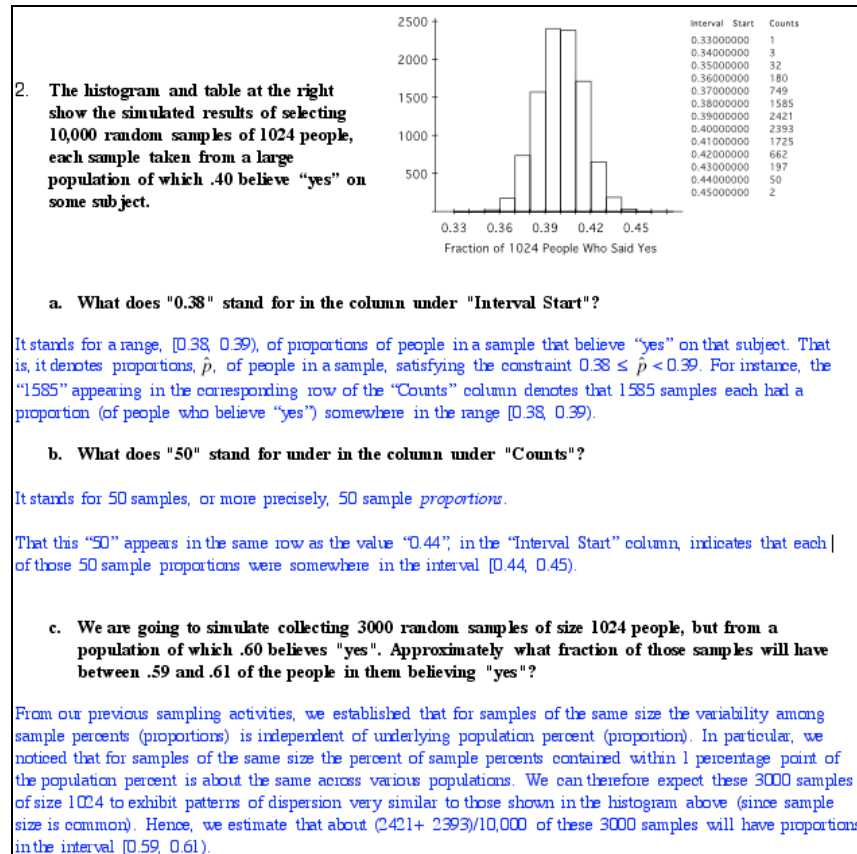 2500
2000
1500
1000
500
0.33 0.36 0.39 0.42 0.45
Fraction of 1024 People Who Said Yes
Interval Start Counts
0.33000000 1
0.34000000 3
0.35000000 32
0.36000000 180
0.37000000 749
0.38000000 1585
0.39000000 2421
0.40000000 2393
0.41000000 1725
0.42000000 662
0.43000000 197
0.44000000 50
0.45000000 2
2. The histogram and table at the right
show the simulated results of selecting
10,000 random samples of 1024 people,
each sample taken from a large
population of which .40 believe “yes” on
some subject.
a. What does "0.38" stand for in the column under "Interval Start"?
It stands for a range, [0.38, 0.39), of proportions of people in a sample that believe “yes” on that subject. That
is, it denotes proportions, p̂, of people in a sample, satisfying the constraint 0.38 ≤ p̂ < 0.39. For instance, the
“1585” appearing in the corresponding row of the “Counts” column denotes that 1585 samples each had a
proportion (of people who believe “yes”) somewhere in the range [0.38, 0.39).
b. What does "50" stand for under in the column under "Counts"?
It stands for 50 samples, or more precisely, 50 sample proportions.
That this “50” appears in the same row as the value “0.44”, in the “Interval Start” column, indicates that each
of those 50 sample proportions were somewhere in the interval [0.44, 0.45).
c. We are going to simulate collecting 3000 random samples of size 1024 people, but from a
population of which .60 believes "yes". Approximately what fraction of those samples will have
between .59 and .61 of the people in them believing "yes"?
From our previous sampling activities, we established that for samples of the same size the variability among
sample percents (proportions) is independent of underlying population percent (proportion). In particular, we
noticed that for samples of the same size the percent of sample percents contained within 1 percentage point of
the population percent is about the same across various populations. We can therefore expect these 3000 samples
of size 1024 to exhibit patterns of dispersion very similar to those shown in the histogram above (since sample
size is common). Hence, we estimate that about (2421+ 2393)/10,000 of these 3000 samples will have proportions
in the interval [0.59, 0.61).